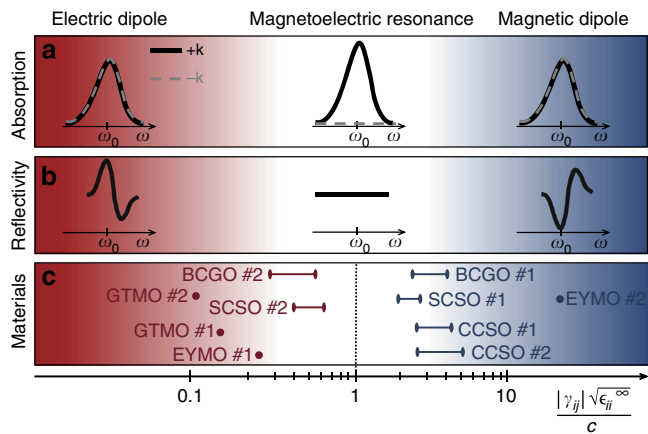 Electric dipole Magnetoelectric resonance Magnetic dipole
Absorption
a
+k
−k
ω₀ ω ω₀ ω ω₀ ω
Reflectivity
b
ω₀ ω ω₀ ω ω₀ ω
Materials
c
BCGO #2 BCGO #1
GTMO #2 SCSO #2 SCSO #1 EYMO #2
GTMO #1 CCSO #1
EYMO #1 CCSO #2
0.1 1 10
|γij| √εii∞
c